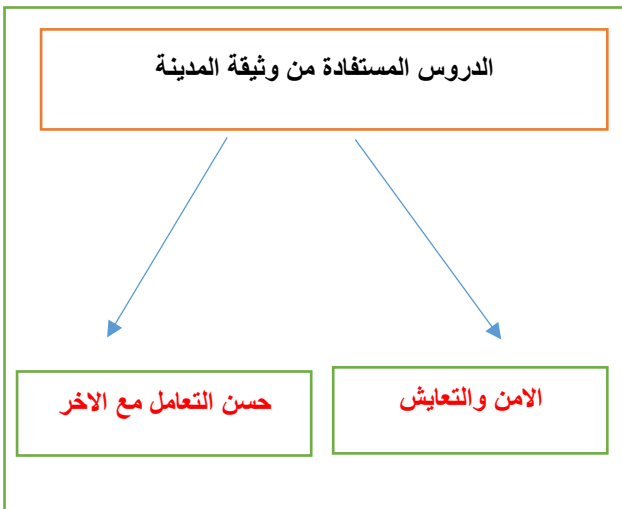 الدروس المستفادة من وثيقة المدينة
الامن والتعايش
حسن التعامل مع الاخر